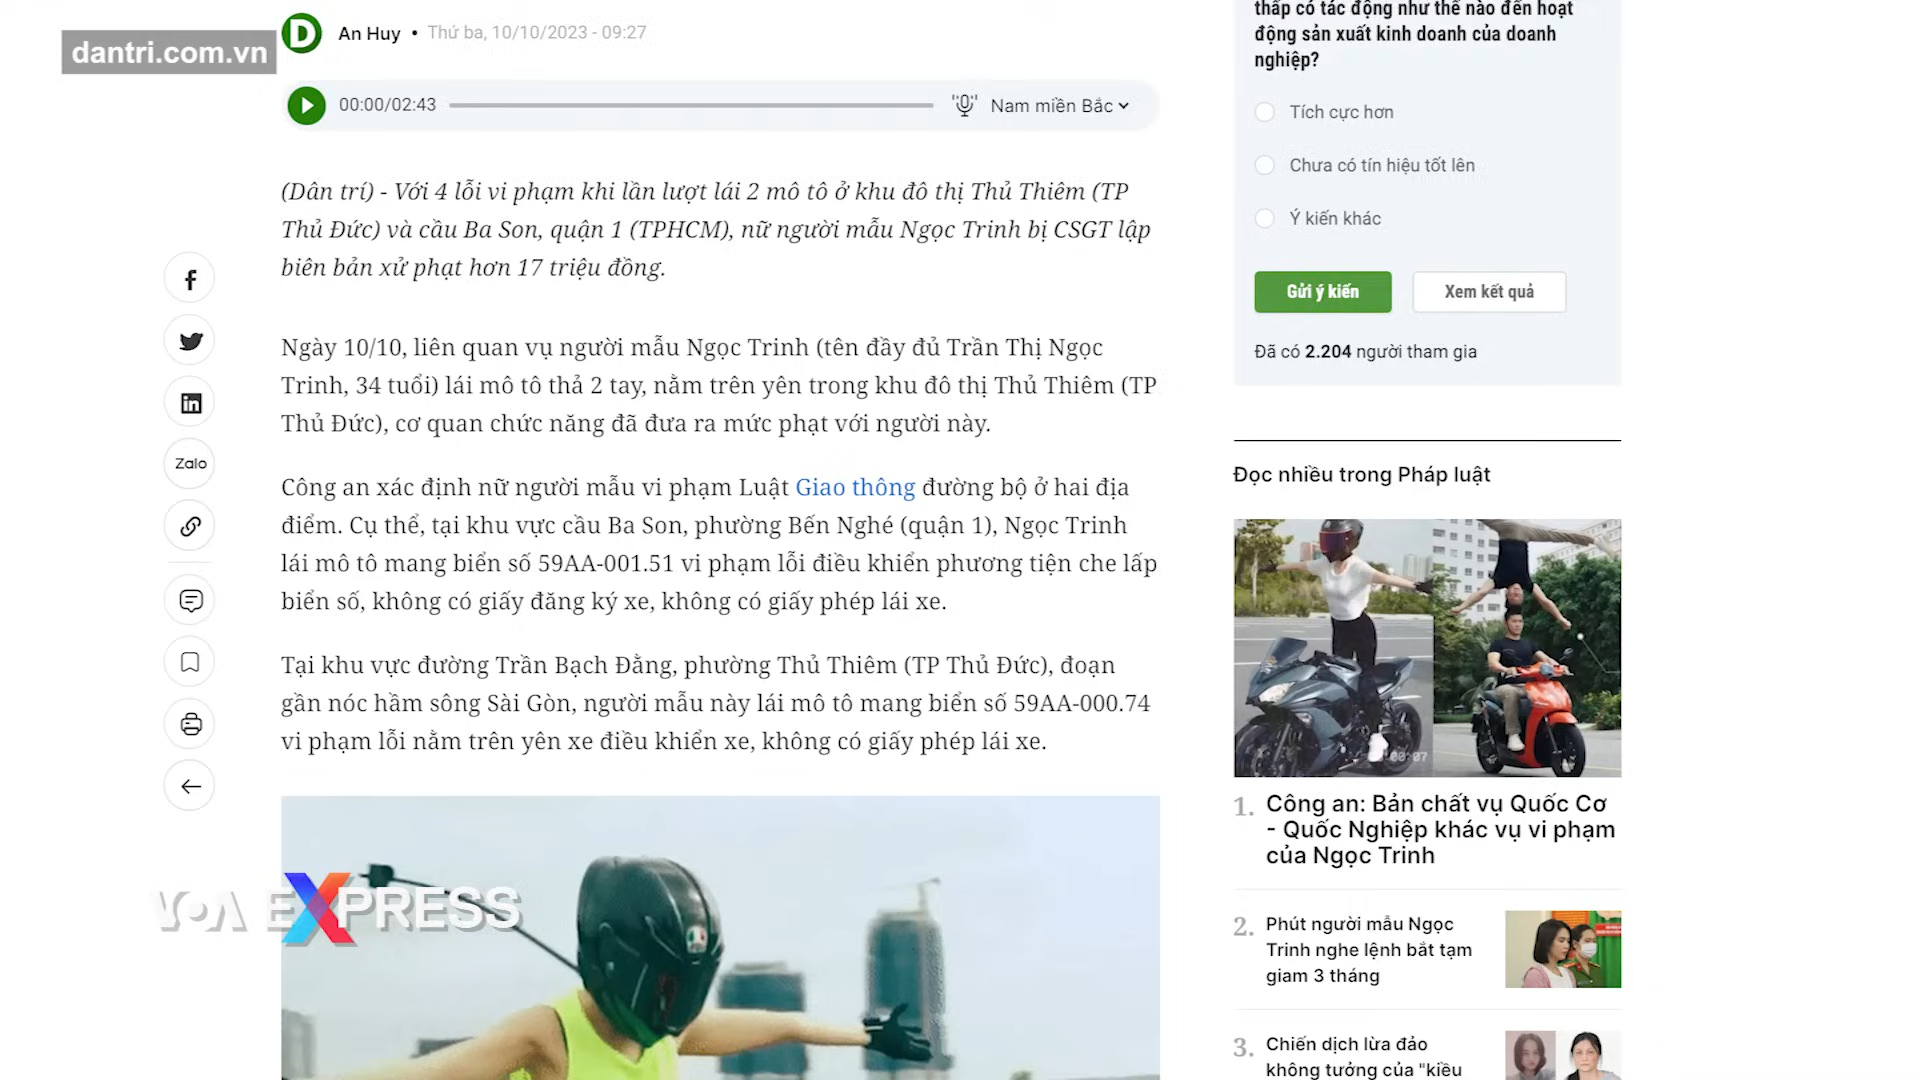 dantri.com.vn
An Huy • Thứ ba, 10/10/2023 - 09:27
00:00/02:43
Nam miền Bắc
(Dân trí) - Với 4 lỗi vi phạm khi lần lượt lái 2 mô tô ở khu đô thị Thủ Thiêm (TP
Thủ Đức) và cầu Ba Son, quận 1 (TPHCM), nữ người mẫu Ngọc Trinh bị CSGT lập
biên bản xử phạt hơn 17 triệu đồng.
Ngày 10/10, liên quan vụ người mẫu Ngọc Trinh (tên đầy đủ Trần Thị Ngọc
Trinh, 34 tuổi) lái mô tô thả 2 tay, nằm trên yên trong khu đô thị Thủ Thiêm (TP
Thủ Đức), cơ quan chức năng đã đưa ra mức phạt với người này.
Công an xác định nữ người mẫu vi phạm Luật Giao thông đường bộ ở hai địa
điểm. Cụ thể, tại khu vực cầu Ba Son, phường Bến Nghé (quận 1), Ngọc Trinh
lái mô tô mang biển số 59AA-001.51 vi phạm lỗi điều khiển phương tiện che lấp
biển số, không có giấy đăng ký xe, không có giấy phép lái xe.
Tại khu vực đường Trần Bạch Đằng, phường Thủ Thiêm (TP Thủ Đức), đoạn
gần nóc hầm sông Sài Gòn, người mẫu này lái mô tô mang biển số 59AA-000.74
vi phạm lỗi nằm trên yên xe điều khiển xe, không có giấy phép lái xe.
Zalo
VOA EXPRESS
thấp có tác động như thế nào đến hoạt
động sản xuất kinh doanh của doanh
nghiệp?
Tích cực hơn
Chưa có tín hiệu tốt lên
Ý kiến khác
Gửi ý kiến
Xem kết quả
Đã có 2.204 người tham gia
Đọc nhiều trong Pháp luật
1. Công an: Bản chất vụ Quốc Cơ
- Quốc Nghiệp khác vụ vi phạm
của Ngọc Trinh
2. Phút người mẫu Ngọc
Trinh nghe lệnh bắt tạm
giam 3 tháng
3. Chiến dịch lừa đảo
không tưởng của "kiều